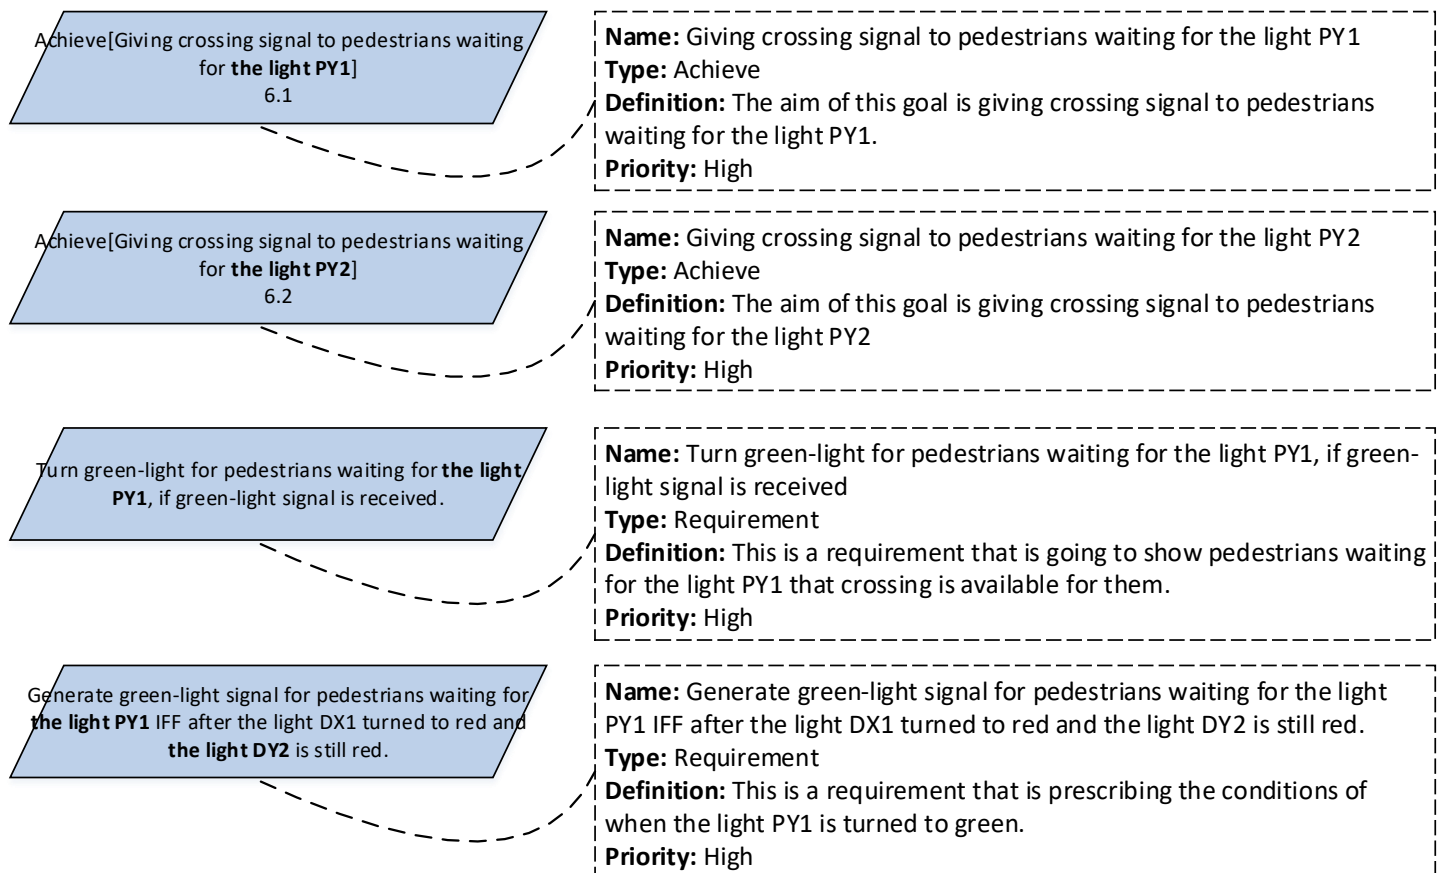 Achieve[Giving crossing signal to pedestrians waiting
for the light PY1]
6.1
Name: Giving crossing signal to pedestrians waiting for the light PY1
Type: Achieve
Definition: The aim of this goal is giving crossing signal to pedestrians
waiting for the light PY1.
Priority: High
Achieve[Giving crossing signal to pedestrians waiting
for the light PY2]
6.2
Name: Giving crossing signal to pedestrians waiting for the light PY2
Type: Achieve
Definition: The aim of this goal is giving crossing signal to pedestrians
waiting for the light PY2
Priority: High
Turn green-light for pedestrians waiting for the light
PY1, if green-light signal is received.
Name: Turn green-light for pedestrians waiting for the light PY1, if green-
light signal is received
Type: Requirement
Definition: This is a requirement that is going to show pedestrians waiting
for the light PY1 that crossing is available for them.
Priority: High
Generate green-light signal for pedestrians waiting for
the light PY1 IFF after the light DX1 turned to red and
the light DY2 is still red.
Name: Generate green-light signal for pedestrians waiting for the light
PY1 IFF after the light DX1 turned to red and the light DY2 is still red.
Type: Requirement
Definition: This is a requirement that is prescribing the conditions of
when the light PY1 is turned to green.
Priority: High